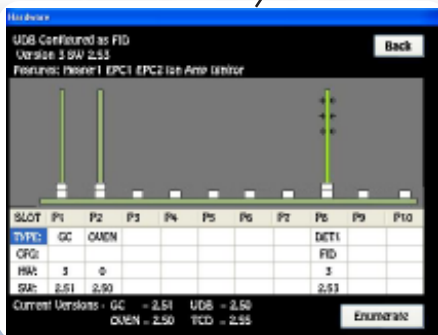 Hardware
UDB Configured as FID
Version 3 SW 2.53
Back
Features: Heater1 EPC1 EPC2 Ion Amp Ignitor
SLOT P1 P2 P3 P4 P5 P6 P7 P8 P9 P10
TYPE: GC OVEN DET1
CFG: FID
HW: 3 0 3
SW: 2.51 2.50 2.53
Current Versions - GC - 2.51 UDB - 2.50
OVEN - 2.50 TCD - 2.55
Enumerate